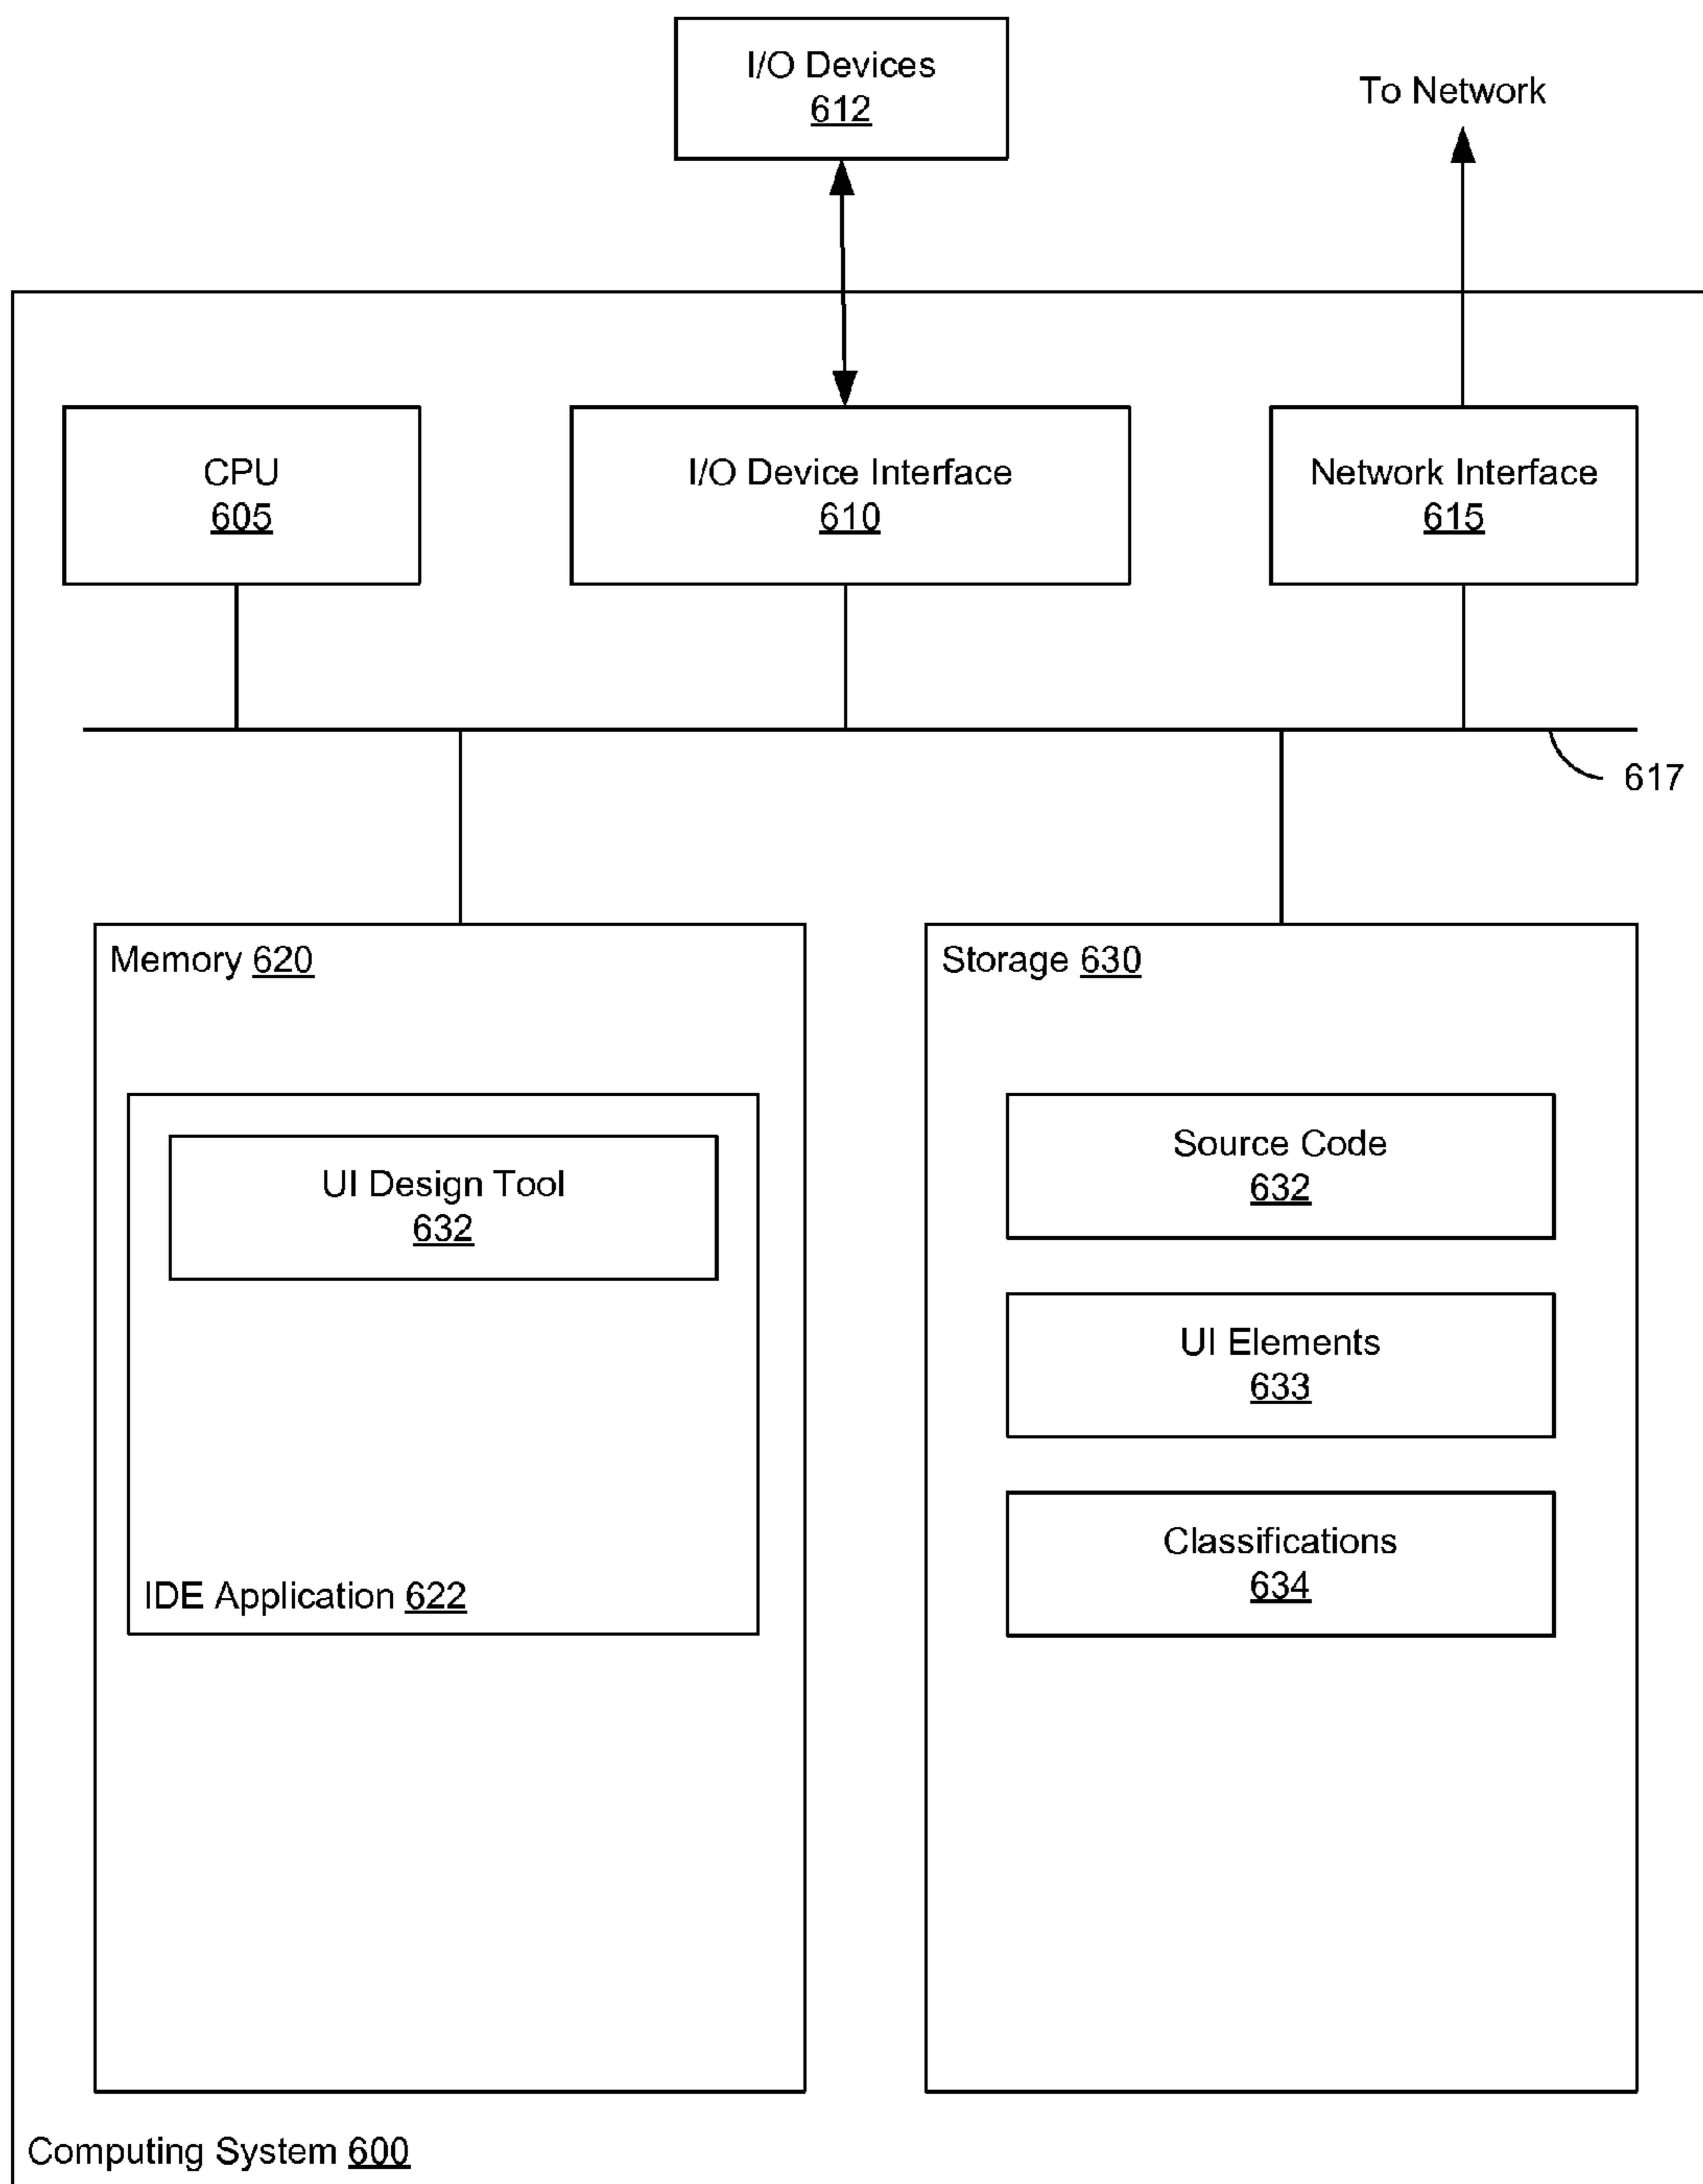 I/O Devices
612
To Network
CPU
605
I/O Device Interface
610
Network Interface
615
617
Memory 620
UI Design Tool
632
IDE Application 622
Storage 630
Source Code
632
UI Elements
633
Classifications
634
Computing System 600